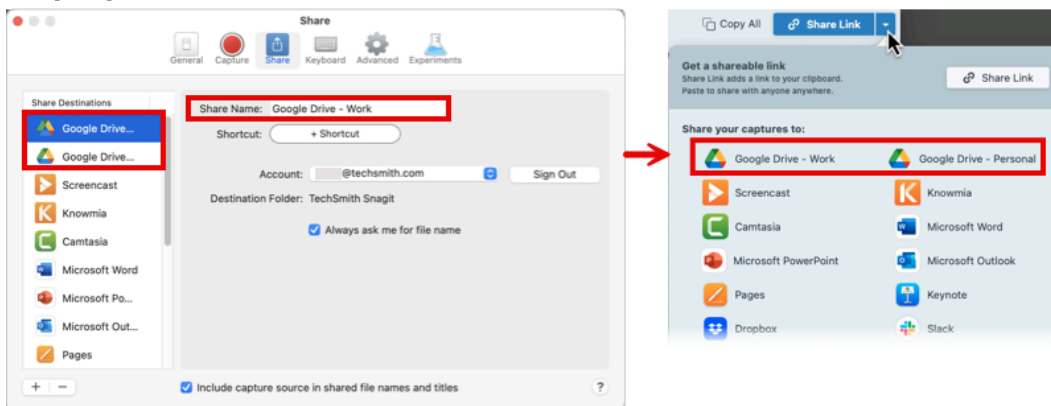 Share
General Capture Share Keyboard Advanced Experiments
Share Destinations
Google Drive...
Google Drive...
Screencast
Knowmia
Camtasia
Microsoft Word
Microsoft Po...
Microsoft Out...
Pages
+ −
Share Name: Google Drive - Work
Shortcut: + Shortcut
Account: @techsmith.com Sign Out
Destination Folder: TechSmith Snagit
Always ask me for file name
Include capture source in shared file names and titles ?
Copy All Share Link
Get a shareable link
Share Link adds a link to your clipboard.
Paste to share with anyone anywhere.
Share Link
Share your captures to:
Google Drive - Work Google Drive - Personal
Screencast Knowmia
Camtasia Microsoft Word
Microsoft PowerPoint Microsoft Outlook
Pages Keynote
Dropbox Slack